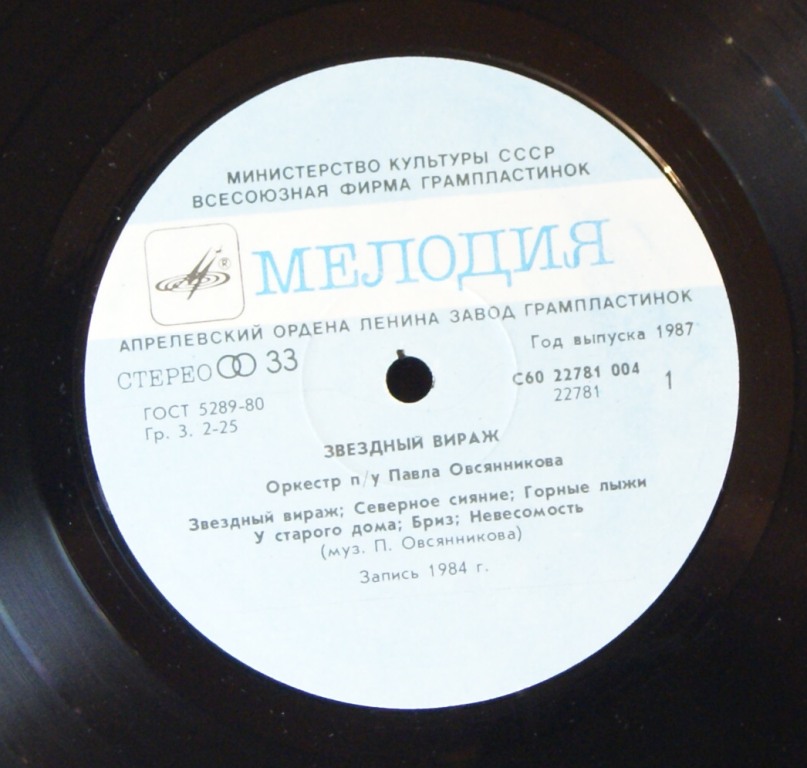 МИНИСТЕРСТВО КУЛЬТУРЫ СССР
ВСЕСОЮЗНАЯ ФИРМА ГРАМПЛАСТИНОК
® МЕЛОДИЯ
АПРЕЛЕВСКИЙ ОРДЕНА ЛЕНИНА ЗАВОД ГРАМПЛАСТИНОК
СТЕРЕО 33
Год выпуска 1987
ГОСТ 5289-80
Гр. 3. 2-25
С60 22781 004
22781
1
ЗВЕЗДНЫЙ ВИРАЖ
Оркестр п/у Павла Овсянникова
Звездный вираж; Северное сияние; Горные лыжи
У старого дома; Бриз; Невесомость
(муз. П. Овсянникова)
Запись 1984 г.